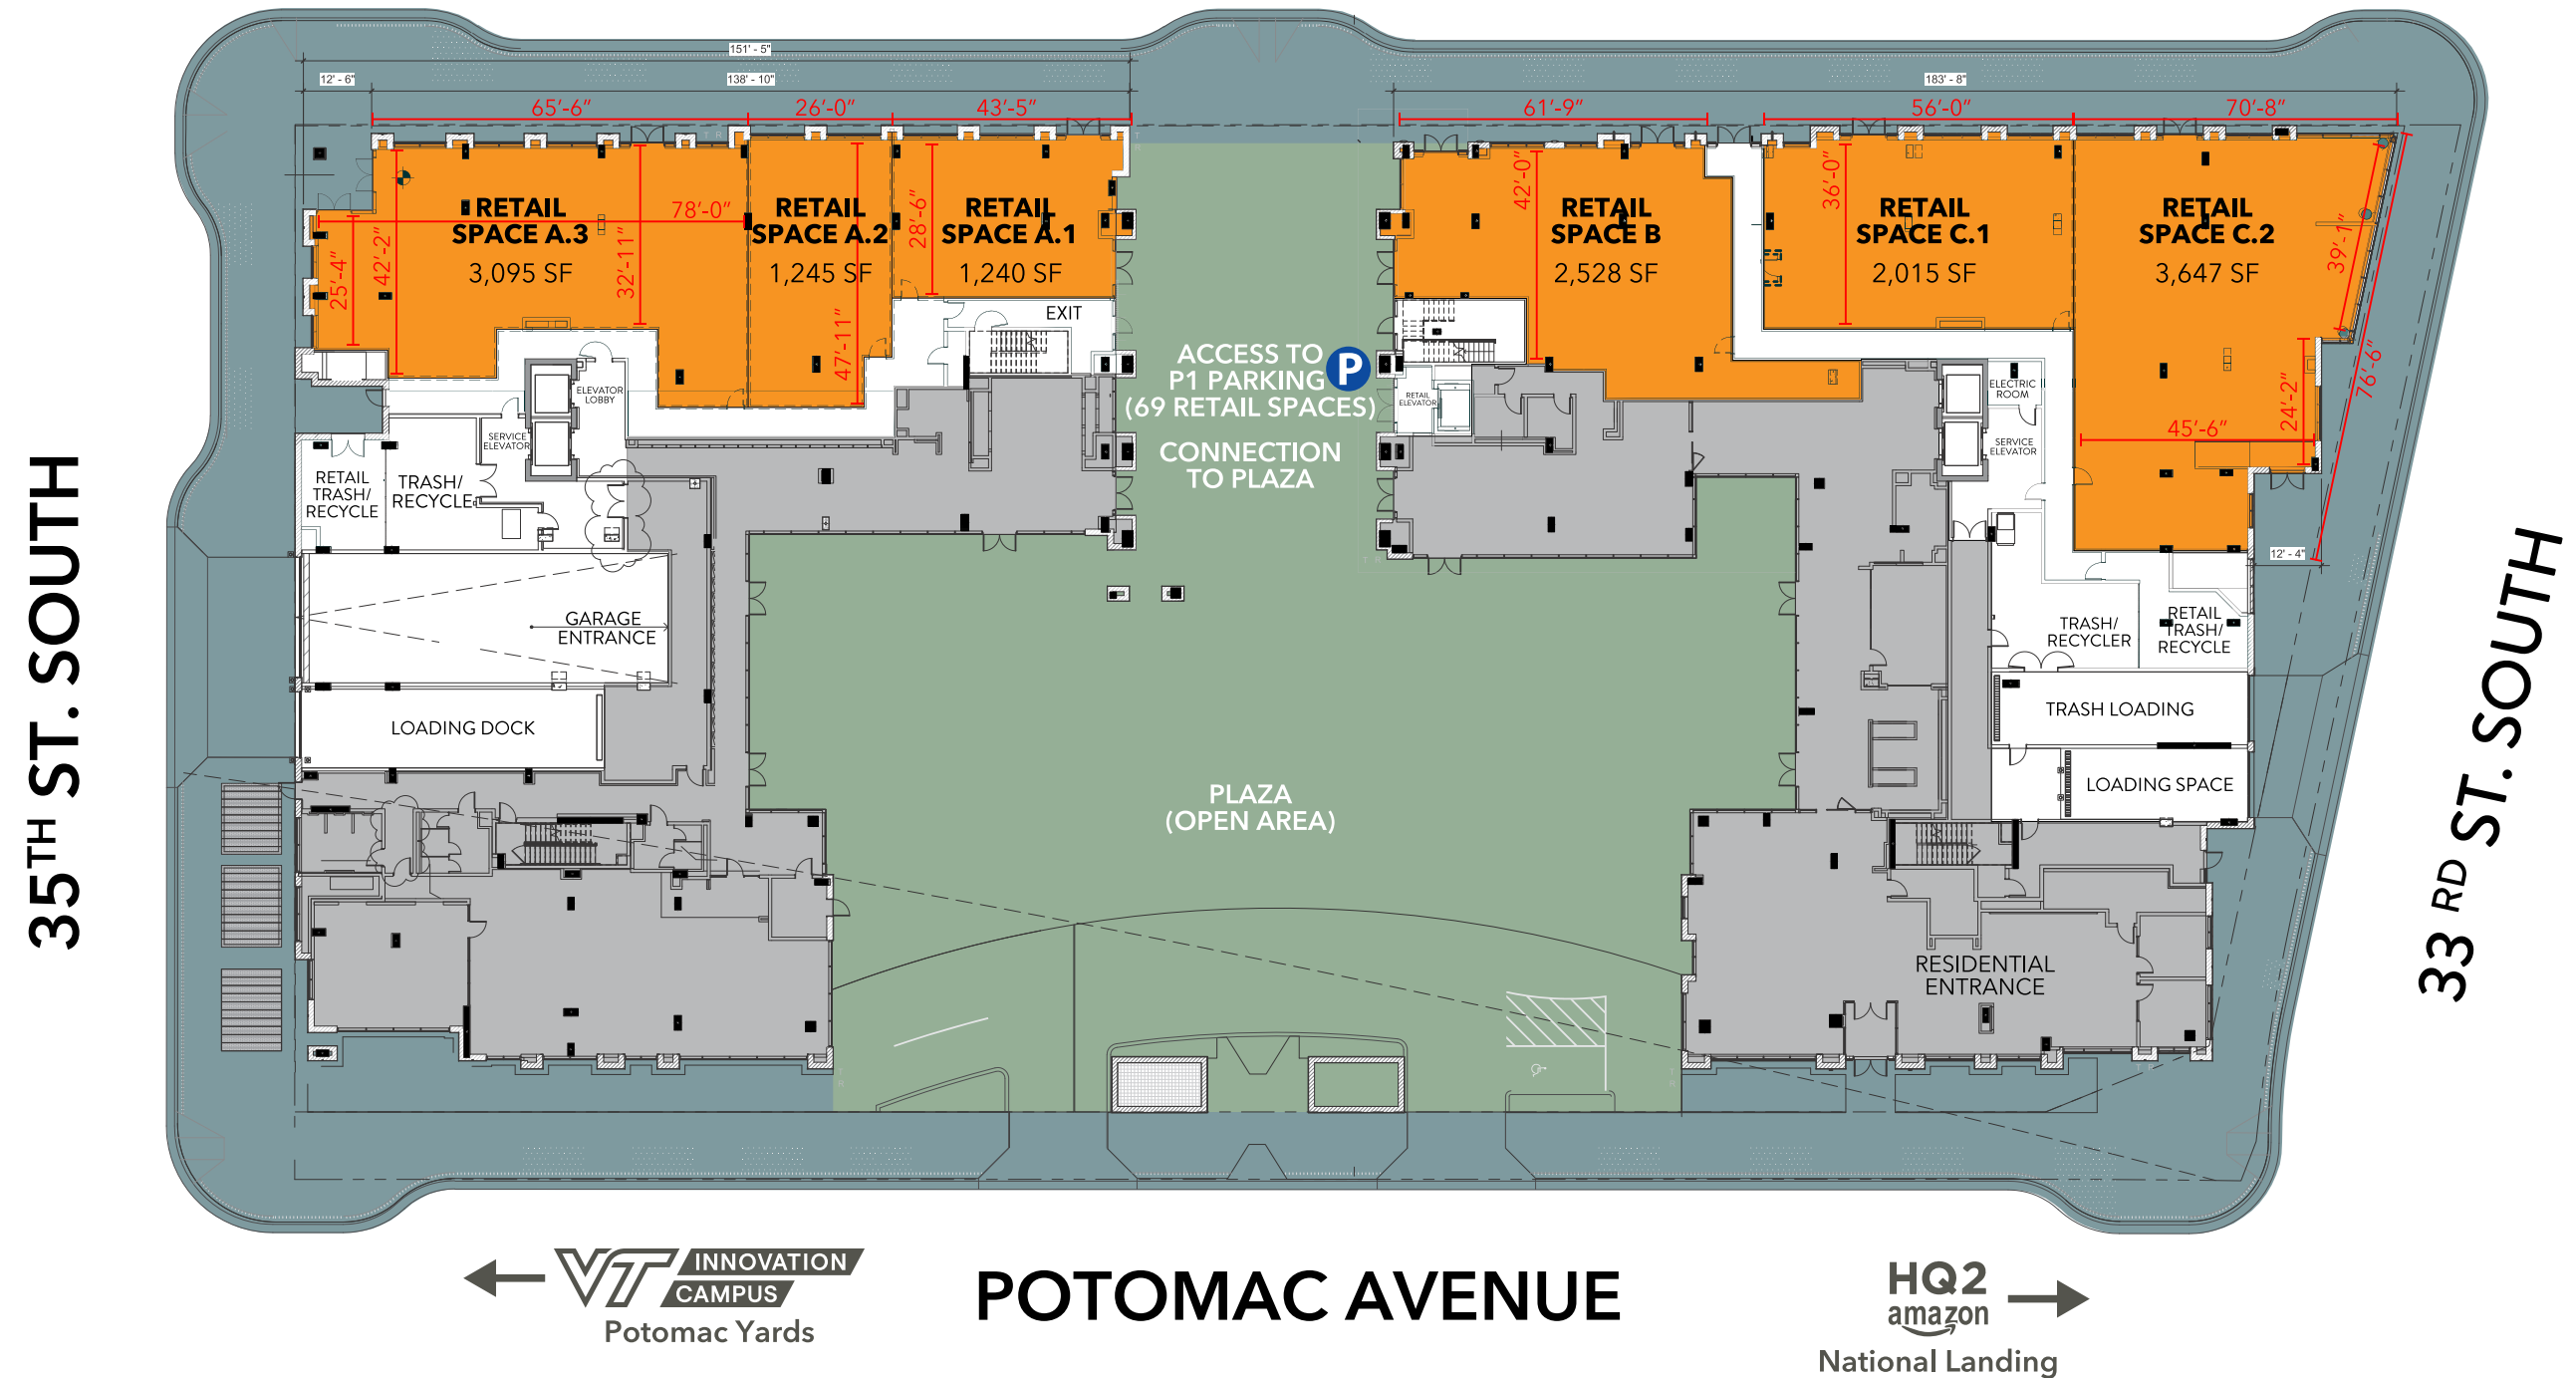 151' - 5"
12' - 6"
138' - 10"
183' - 8"
65'-6"
26'-0"
43'-5"
61'-9"
56'-0"
70'-8"
RETAIL
SPACE A.3
3,095 SF
78'-0"
25'-4"
42'-2"
32'-11"
RETAIL
SPACE A.2
1,245 SF
47'-11"
RETAIL
SPACE A.1
1,240 SF
28'-6"
EXIT
RETAIL
SPACE B
2,528 SF
42'-0"
RETAIL
SPACE C.1
2,015 SF
36'-0"
RETAIL
SPACE C.2
3,647 SF
39'-1"
76'-6"
24'-2"
45'-6"
12' - 4"
ACCESS TO
P1 PARKING
(69 RETAIL SPACES)
P
CONNECTION
TO PLAZA
ELEVATOR
LOBBY
SERVICE
ELEVATOR
RETAIL
TRASH/
RECYCLE
TRASH/
RECYCLE
GARAGE
ENTRANCE
LOADING DOCK
RETAIL
ELEVATOR
ELECTRIC
ROOM
SERVICE
ELEVATOR
TRASH/
RECYCLER
RETAIL
TRASH/
RECYCLE
TRASH LOADING
LOADING SPACE
PLAZA
(OPEN AREA)
RESIDENTIAL
ENTRANCE
35TH ST. SOUTH
33 RD ST. SOUTH
VT INNOVATION
CAMPUS
Potomac Yards
POTOMAC AVENUE
HQ2
amazon
National Landing